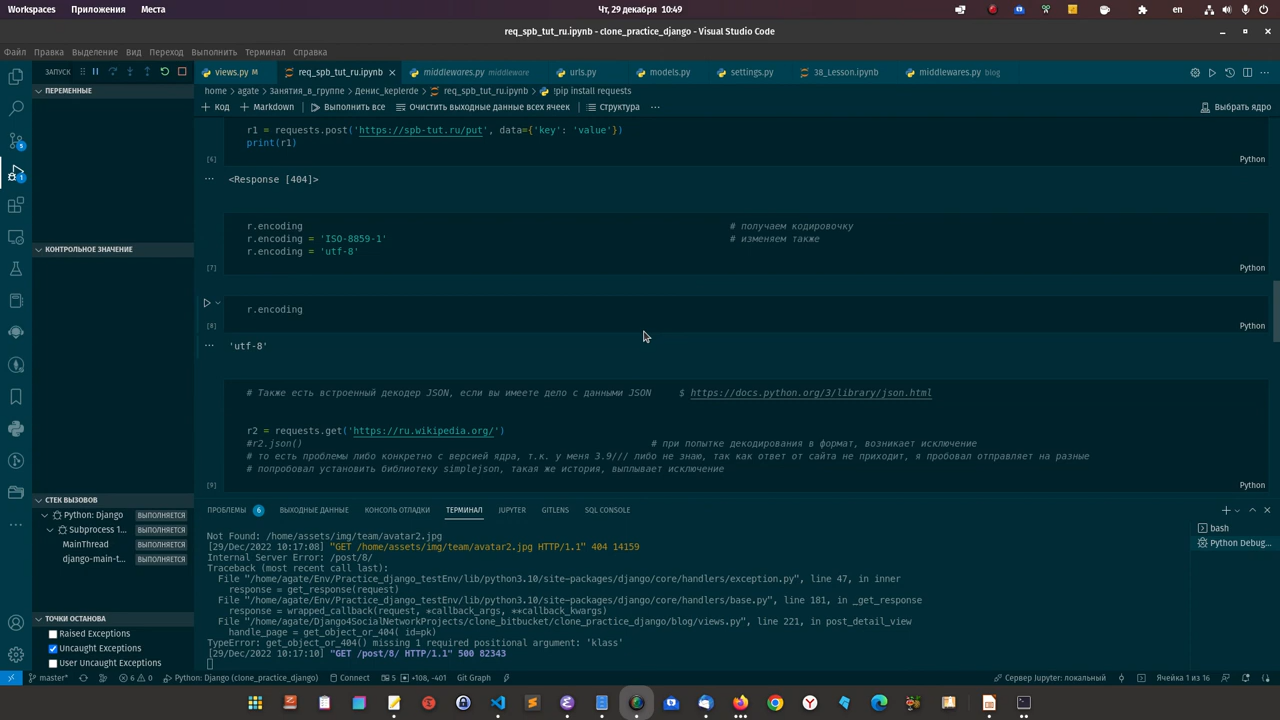 Workspaces Приложения Места Чт, 29 декабря 10:49 en
req_spb_tut_ru.ipynb - clone_practice_django - Visual Studio Code
Файл Правка Выделение Вид Переход Выполнить Терминал Справка
ЗАПУСК views.py M req_spb_tut_ru.ipynb middlewares.py middleware urls.py models.py settings.py 38_Lesson.ipynb middlewares.py blog
ПЕРЕМЕННЫЕ
home > agate > Занятия_в_группе > Денис_keplerde > req_spb_tut_ru.ipynb > !pip install requests
Код Markdown Выполнить все Очистить выходные данные всех ячеек Структура ... Выбрать ядро
r1 = requests.post('https://spb-tut.ru/put', data={'key': 'value'})
print(r1)
[6] Python
<Response [404]>
r.encoding # получаем кодировочку
r.encoding = 'ISO-8859-1' # изменяем также
r.encoding = 'utf-8'
[7] Python
КОНТРОЛЬНОЕ ЗНАЧЕНИЕ
r.encoding
[8] Python
'utf-8'
# Также есть встроенный декодер JSON, если вы имеете дело с данными JSON $ https://docs.python.org/3/library/json.html
r2 = requests.get('https://ru.wikipedia.org/')
#r2.json() # при попытке декодирования в формат, возникает исключение
# то есть проблемы либо конкретно с версией ядра, т.к. у меня 3.9/// либо не знаю, так как ответ от сайта не приходит, я пробовал отправляет на разные
# попробовал установить библиотеку simplejson, такая же история, выплывает исключение
[9] Python
СТЕК ВЫЗОВОВ
Python: Django ВЫПОЛНЯЕТСЯ
Subprocess 1... ВЫПОЛНЯЕТСЯ
MainThread ВЫПОЛНЯЕТСЯ
django-main-t... ВЫПОЛНЯЕТСЯ
ТОЧКИ ОСТАНОВА
Raised Exceptions
Uncaught Exceptions
User Uncaught Exceptions
ПРОБЛЕМЫ 6 ВЫХОДНЫЕ ДАННЫЕ КОНСОЛЬ ОТЛАДКИ ТЕРМИНАЛ JUPYTER GITLENS SQL CONSOLE
Not Found: /home/assets/img/team/avatar2.jpg
[29/Dec/2022 10:17:08] "GET /home/assets/img/team/avatar2.jpg HTTP/1.1" 404 14159
Internal Server Error: /post/8/
Traceback (most recent call last):
File "/home/agate/Env/Practice_django_testEnv/lib/python3.10/site-packages/django/core/handlers/exception.py", line 47, in inner
response = get_response(request)
File "/home/agate/Env/Practice_django_testEnv/lib/python3.10/site-packages/django/core/handlers/base.py", line 181, in _get_response
response = wrapped_callback(request, *callback_args, **callback_kwargs)
File "/home/agate/Django4SocialNetworkProjects/clone_bitbucket/clone_practice_django/blog/views.py", line 221, in post_detail_view
handle_page = get_object_or_404( id=pk)
TypeError: get_object_or_404() missing 1 required positional argument: 'klass'
[29/Dec/2022 10:17:10] "GET /post/8/ HTTP/1.1" 500 82343
bash
Python Debug...
master* 6 0 Python: Django (clone_practice_django) Connect 5 +108, -401 Git Graph Сервер Jupyter: локальный Ячейка 1 из 16